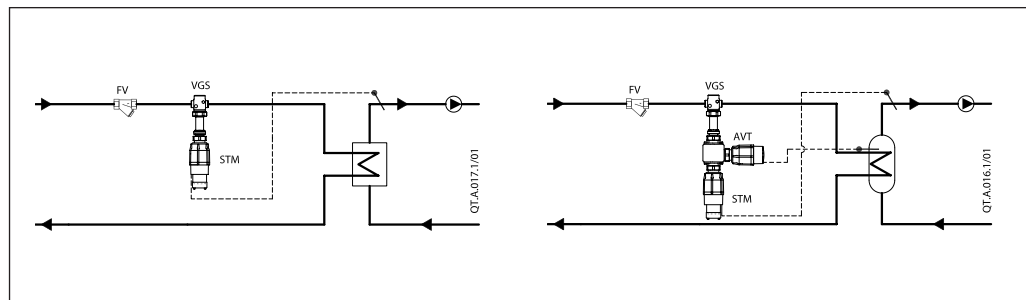 FV
VGS
STM
QT.A.017.1/01
FV
VGS
AVT
STM
QT.A.016.1/01